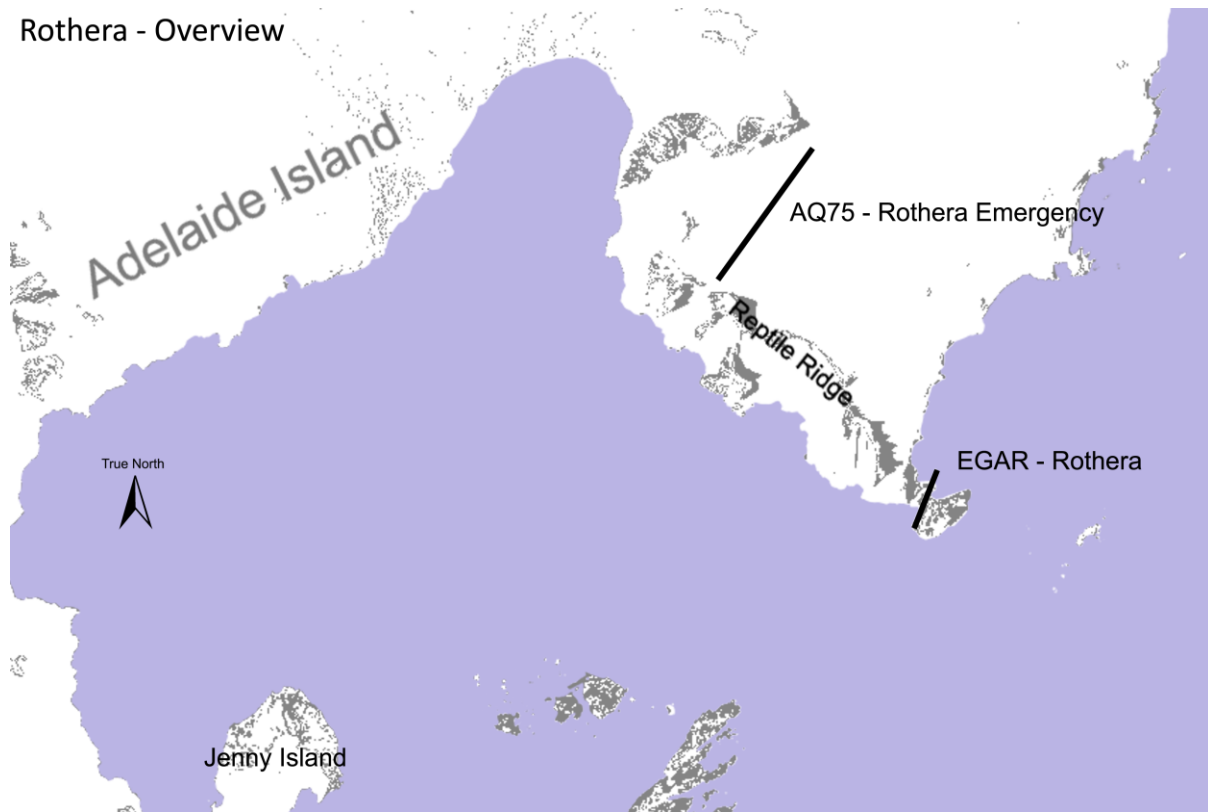 Rothera - Overview
Adelaide Island
AQ75 - Rothera Emergency
Reptile Ridge
True North
EGAR - Rothera
Jenny Island